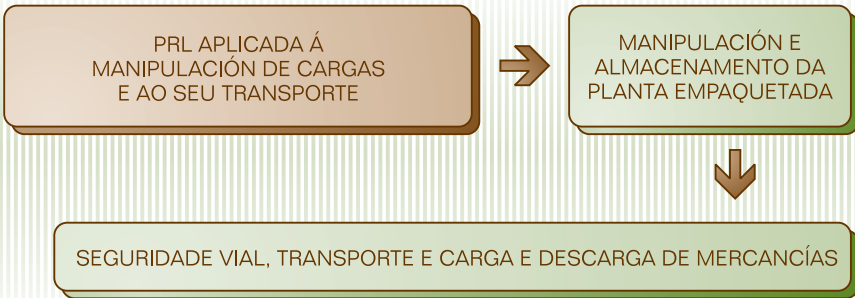 PRL APLICADA Á
MANIPULACIÓN DE CARGAS
E AO SEU TRANSPORTE
MANIPULACIÓN E
ALMACENAMENTO DA
PLANTA EMPAQUETADA
SEGURIDADE VIAL, TRANSPORTE E CARGA E DESCARGA DE MERCANCÍAS